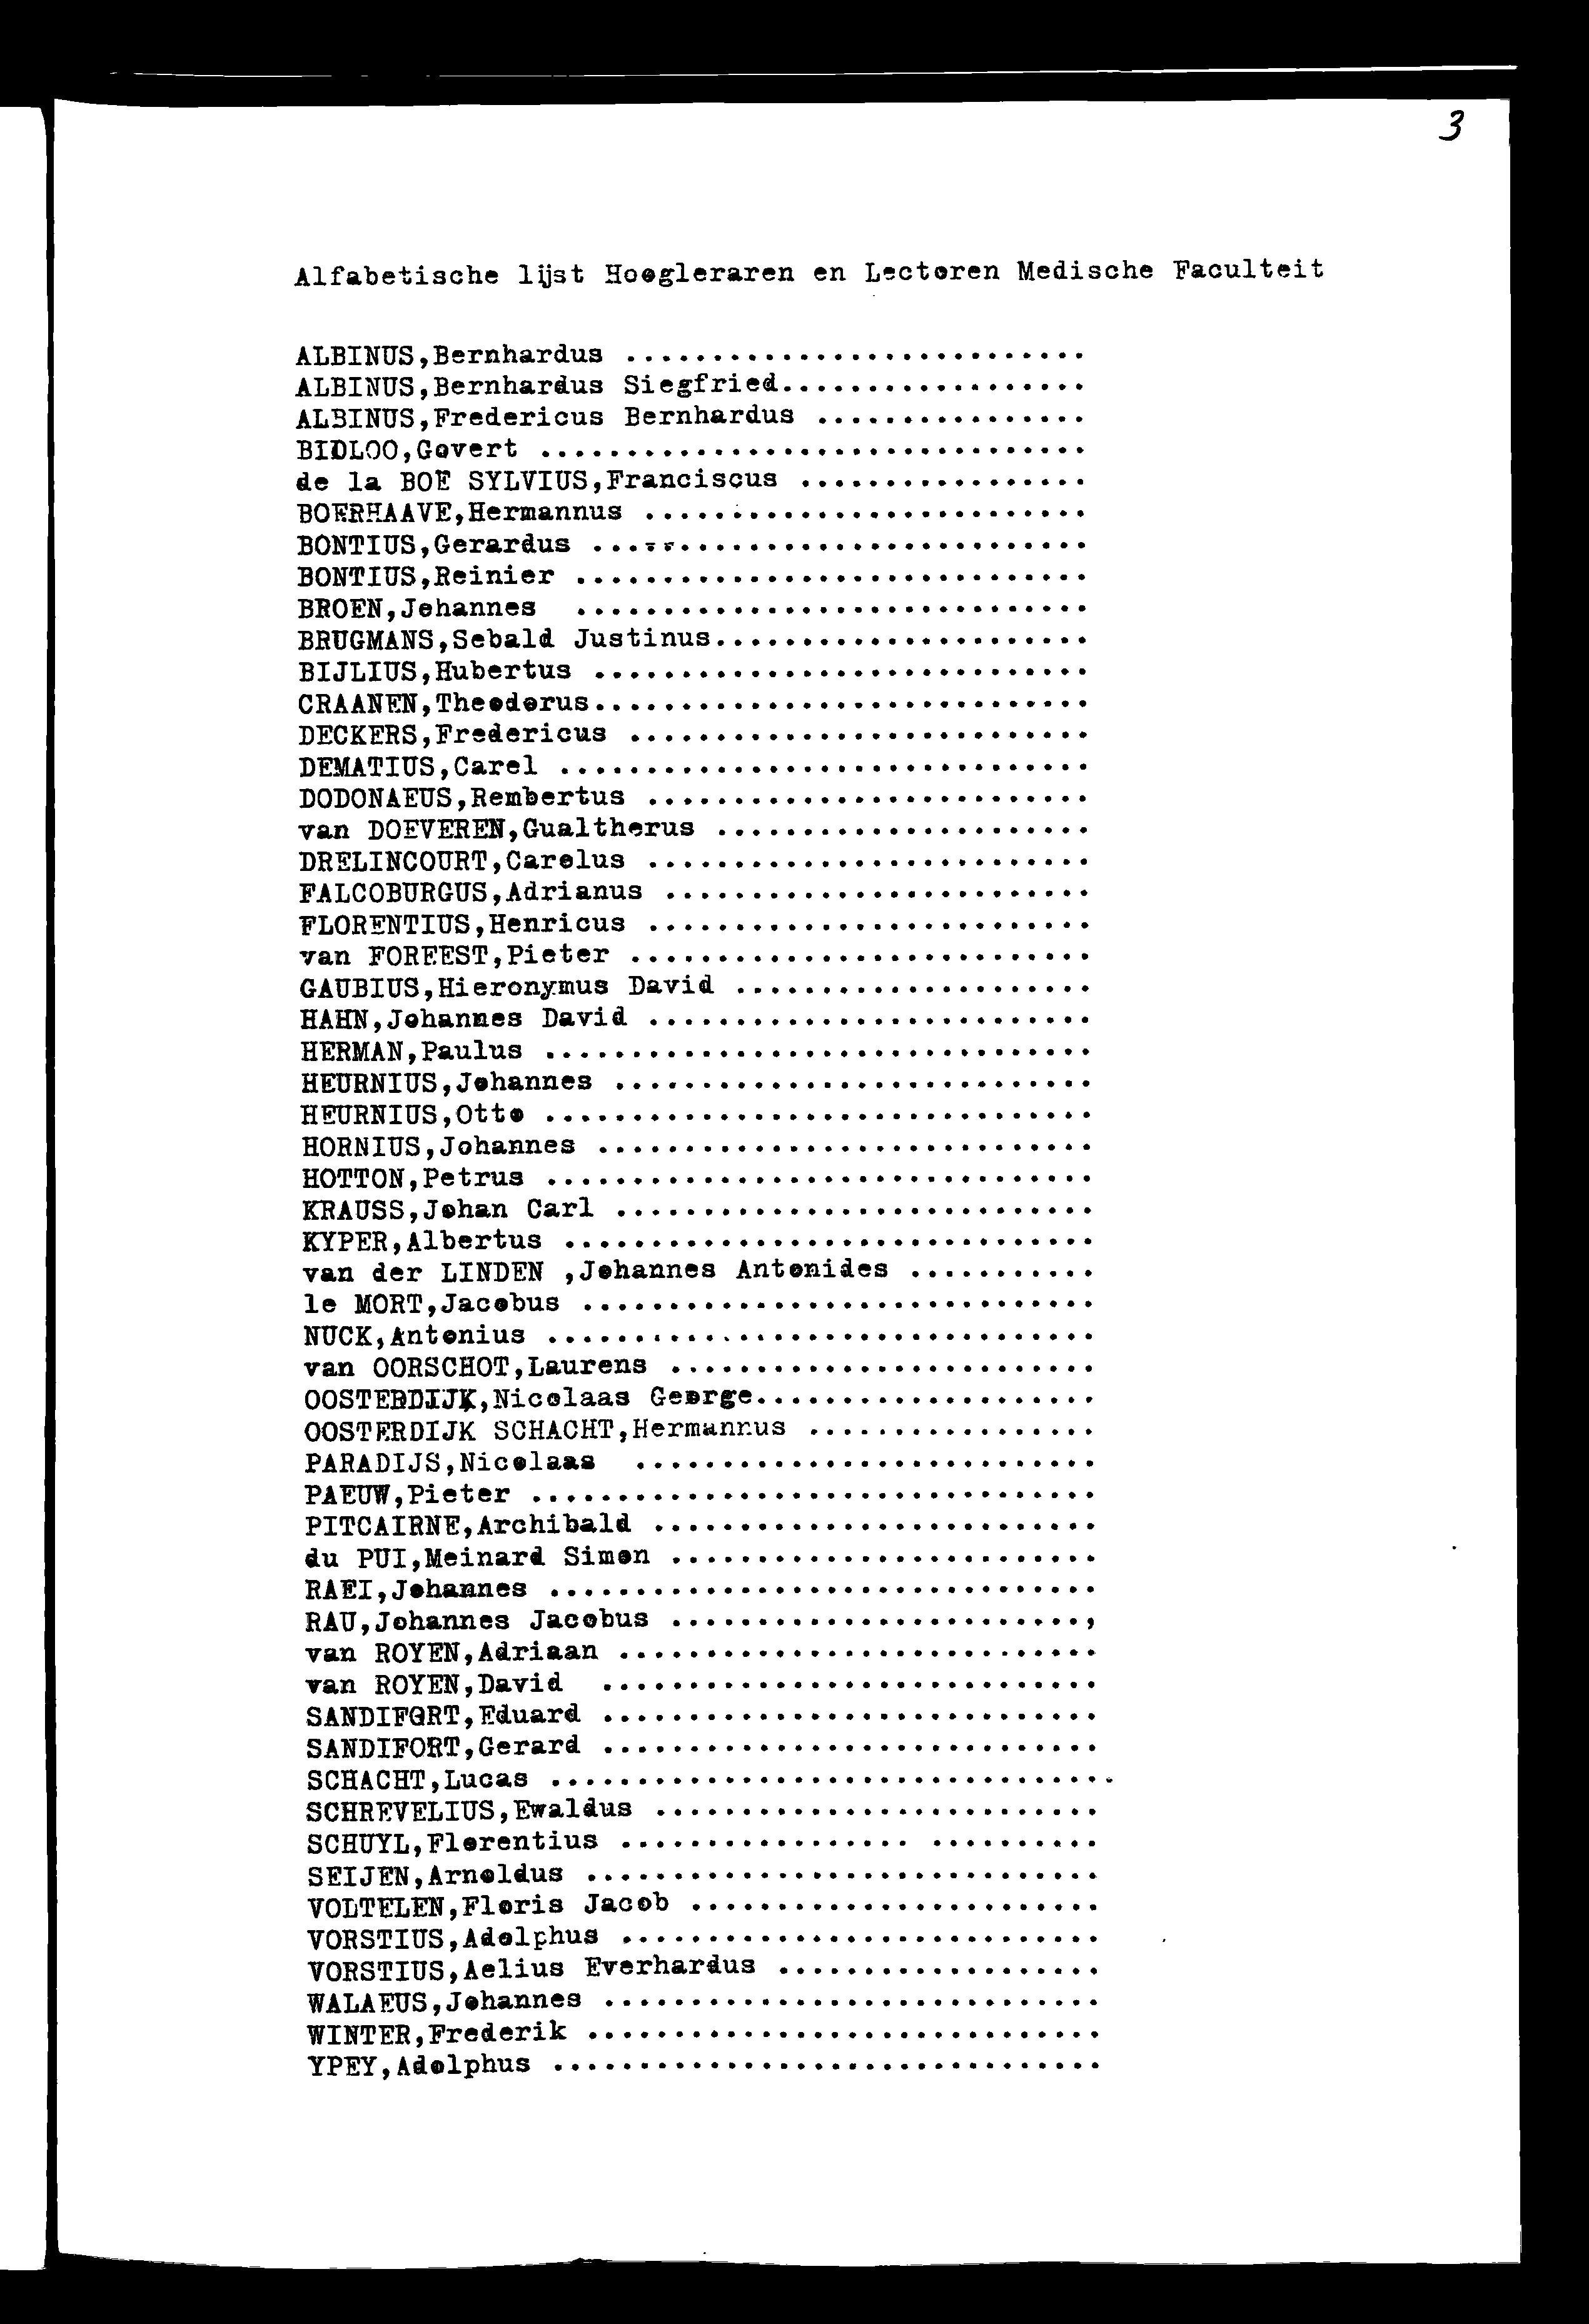 3
Alfabetische lijst Hoogleraren en Lectoren Medische Faculteit
ALBINUS,Bernhardus ...........................
ALBINUS,Bernhardus Siegfried..................
ALBINUS,Fredericus Bernhardus ................
BIDLOO,Govert ................................
de la BOE SYLVIUS,Franciscus .................
BOERHAAVE,Hermannus ..........................
BONTIUS,Gerardus .............................
BONTIUS,Reinier ..............................
BROEN,Johannes ..............................
BRUGMANS,Sebald Justinus......................
BIJLIUS,Hubertus .............................
CRAANEN,Theodorus.............................
DECKERS,Fredericus ...........................
DEMATIUS,Carel ...............................
DODONAEUS,Rembertus ..........................
van DOEVEREN,Gualtherus ......................
DRELINCOURT,Carolus ..........................
FALCOBURGUS,Adrianus .........................
FLORENTIUS,Henricus ..........................
van FOREEST,Pieter ...........................
GAUBIUS,Hieronymus David .....................
HAHN,Johannes David ..........................
HERMAN,Paulus ................................
HEURNIUS,Johannes ............................
HEURNIUS,Otto ................................
HORNIUS,Johannes .............................
HOTTON,Petrus ................................
KRAUSS,Johan Carl ............................
KYPER,Albertus ...............................
van der LINDEN ,Johannes Antonides ...........
le MORT,Jacobus ..............................
NUCK,Antonius ................................
van OORSCHOT,Laurens .........................
OOSTERDIJK,Nicolaas George....................
OOSTERDIJK SCHACHT,Hermannus .................
PARADIJS,Nicolaas ...........................
PAEUW,Pieter .................................
PITCAIRNE,Archibald ..........................
du PUI,Meinard Simon .........................
RAEI,Johannes ................................
RAU,Johannes Jacobus ........................,
van ROYEN,Adriaan ............................
van ROYEN,David .............................
SANDIFORT,Eduard .............................
SANDIFORT,Gerard .............................
SCHACHT,Lucas .................................
SCHREVELIUS,Ewaldus ..........................
SCHUYL,Florentius ................. ..........
SEIJEN,Arnoldus ..............................
VOLTELEN,Floris Jacob ........................
VORSTIUS,Adolphus ............................
VORSTIUS,Aelius Everhardus ...................
WALAEUS,Johannes .............................
WINTER,Frederik ..............................
YPEY,Adolphus ................................